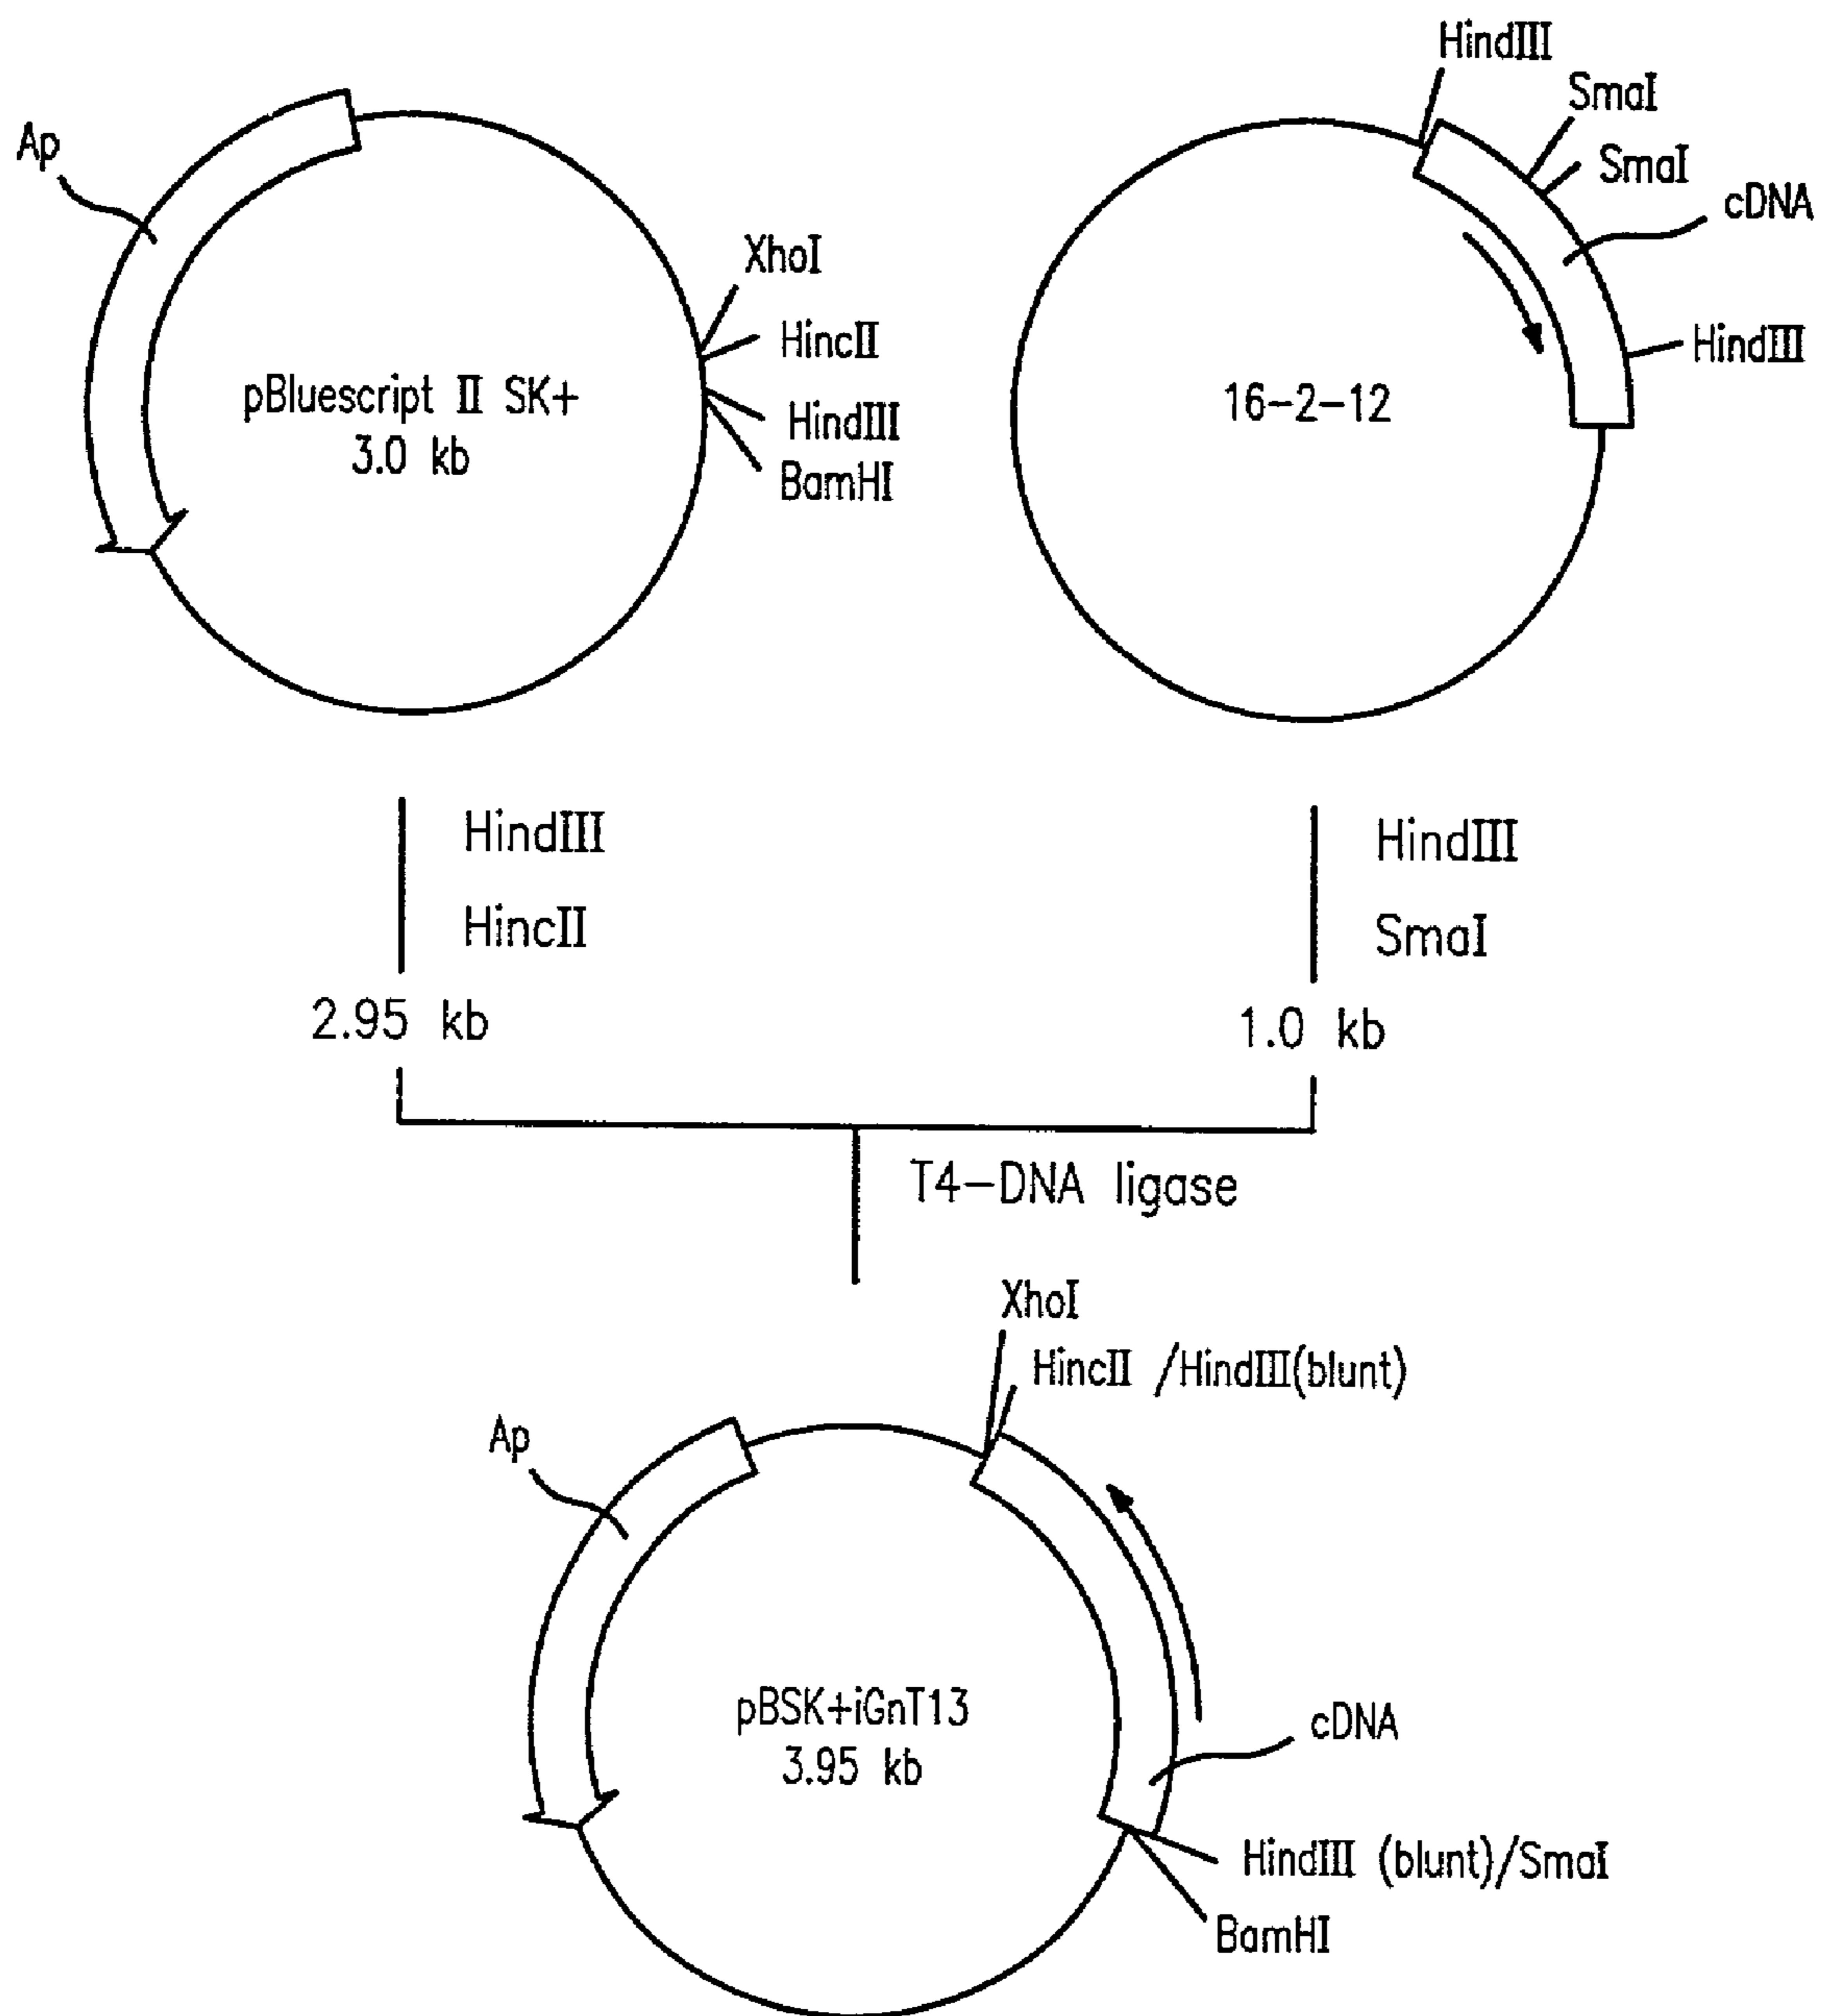 Ap
XhoI
HincII
HindIII
BamHI
pBluescript II SK+
3.0 kb
HindIII
SmaI
SmaI
cDNA
HindIII
16-2-12
HindIII
HincII
2.95 kb
HindIII
SmaI
1.0 kb
T4-DNA ligase
XhoI
HincII /HindIII(blunt)
Ap
pBSK+iGnT13
3.95 kb
cDNA
HindIII (blunt)/SmaI
BamHI